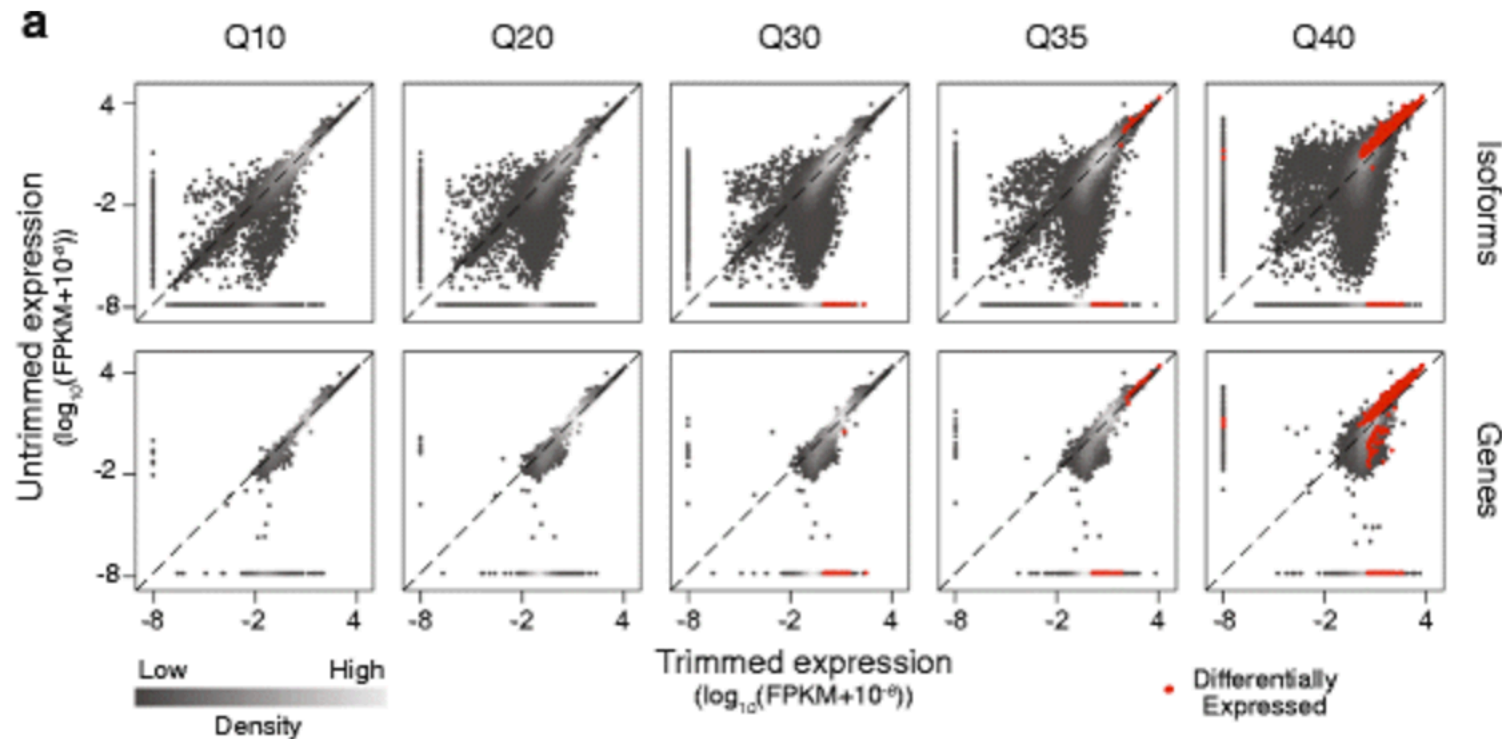 a
Q10 Q20 Q30 Q35 Q40
4
-2
-8
Isoforms
Untrimmed expression
(log₁₀(FPKM+10⁻⁸))
4
-2
-8
Genes
-8 -2 4 -8 -2 4 -8 -2 4 -8 -2 4 -8 -2 4
Low High
Density
Trimmed expression
(log₁₀(FPKM+10⁻⁸))
Differentially
Expressed